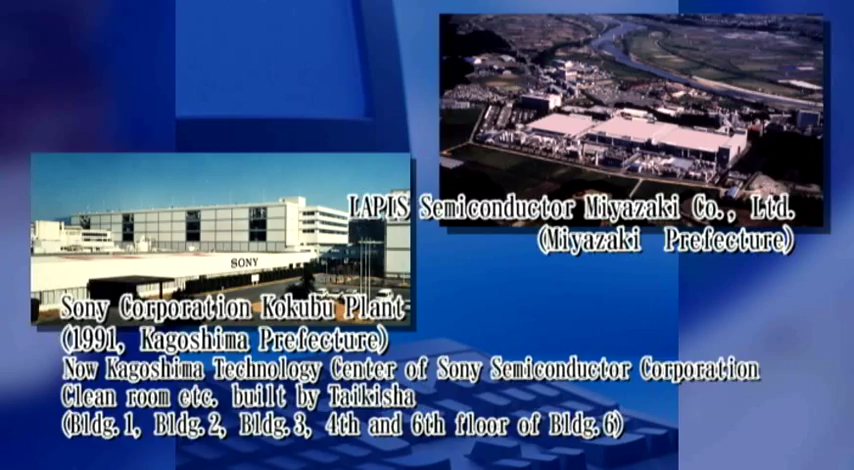 LAPIS Semiconductor Miyazaki Co., Ltd.
(Miyazaki Prefecture)
SONY
Sony Corporation Kokubu Plant
(1991, Kagoshima Prefecture)
Now Kagoshima Technology Center of Sony Semiconductor Corporation
Clean room etc. built by Taikisha
(Bldg.1, Bldg.2, Bldg.3, 4th and 6th floor of Bldg.6)